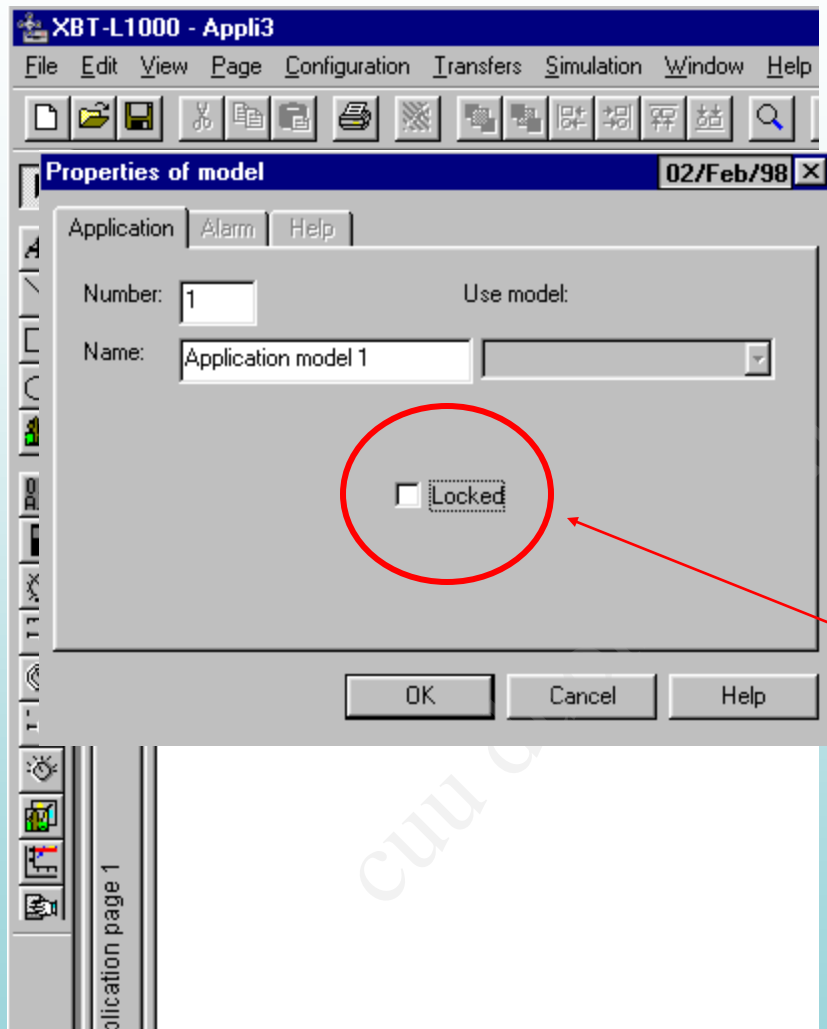 XBT-L1000 - Appli3
File Edit View Page Configuration Transfers Simulation Window Help
Properties of model 02/Feb/98
Application Alarm Help
Number: 1 Use model:
Name: Application model 1
Locked
OK Cancel Help
plication page 1
cuu d